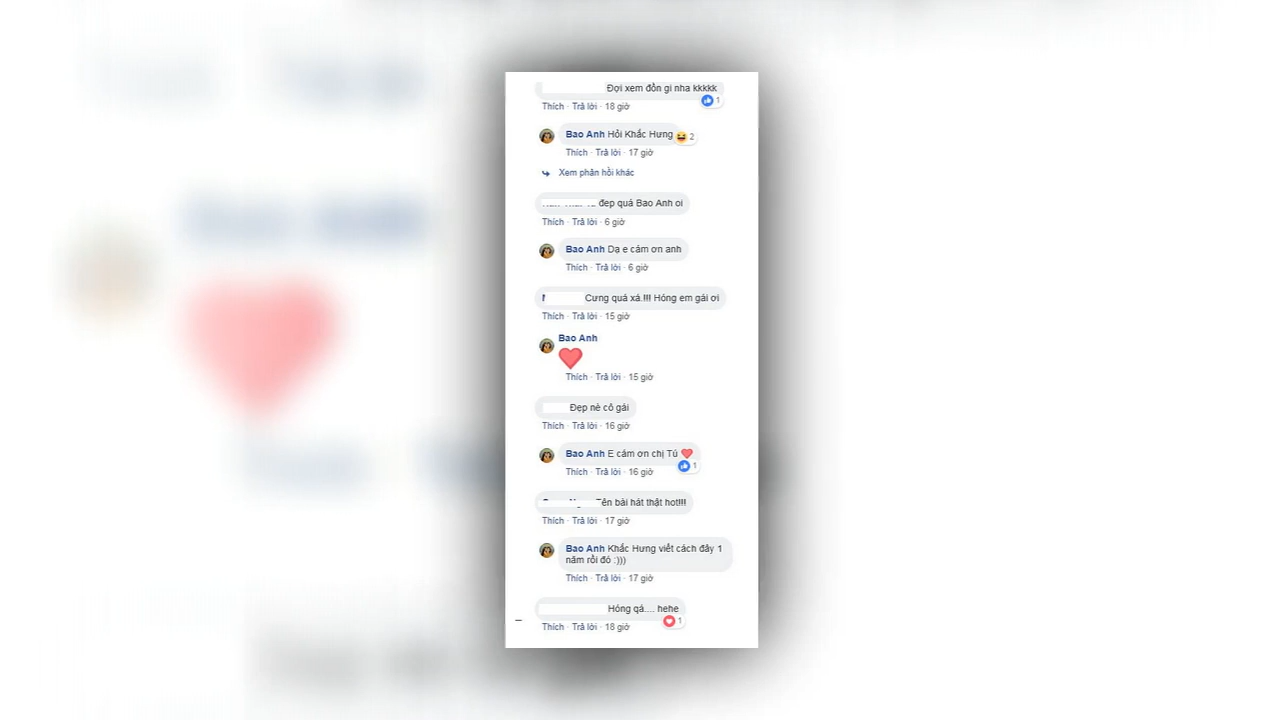 Đợi xem đồn gì nha kkkkk
1
Thích · Trả lời · 18 giờ
Bao Anh Hỏi Khắc Hưng
2
Thích · Trả lời · 17 giờ
Xem phản hồi khác
đẹp quá Bao Anh oi
Thích · Trả lời · 6 giờ
Bao Anh Dạ e cảm ơn anh
Thích · Trả lời · 6 giờ
Cưng quá xá.!!! Hóng em gái ơi
Thích · Trả lời · 15 giờ
Bao Anh
Thích · Trả lời · 15 giờ
Đẹp nè cô gái
Thích · Trả lời · 16 giờ
Bao Anh E cảm ơn chị Tú
1
Thích · Trả lời · 16 giờ
Tên bài hát thật hot!!!
Thích · Trả lời · 17 giờ
Bao Anh Khắc Hưng viết cách đây 1
năm rồi đó :)))
Thích · Trả lời · 17 giờ
Hóng qá.... hehe
1
Thích · Trả lời · 18 giờ